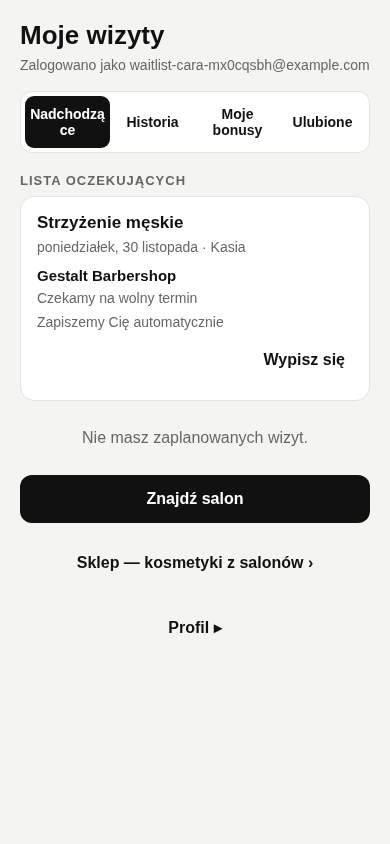 Moje wizyty
Zalogowano jako waitlist-cara-mx0cqsbh@example.com
Nadchodzą
ce
Historia
Moje
bonusy
Ulubione
LISTA OCZEKUJĄCYCH
Strzyżenie męskie
poniedziałek, 30 listopada · Kasia
Gestalt Barbershop
Czekamy na wolny termin
Zapiszemy Cię automatycznie
Wypisz się
Nie masz zaplanowanych wizyt.
Znajdź salon
Sklep — kosmetyki z salonów ›
Profil ▸